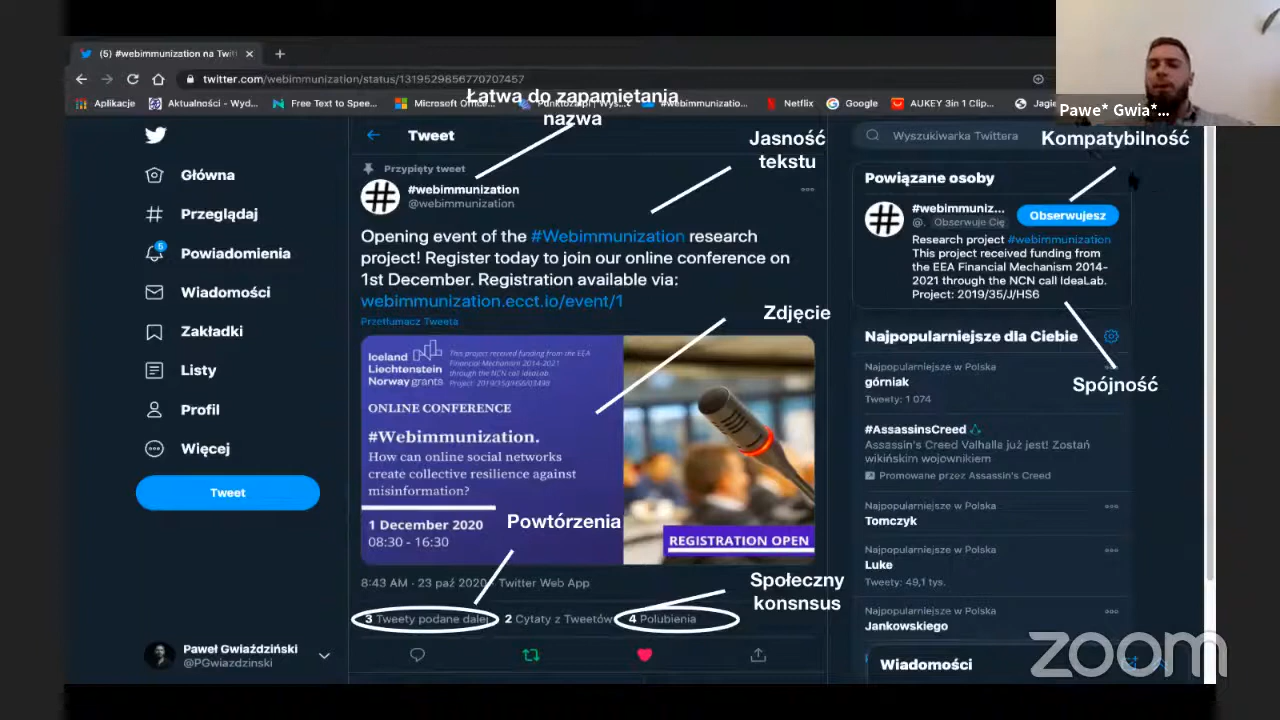 (5) #webimmunization na Twitt
twitter.com/webimmunization/status/1319529856770707457
Aplikacje
Aktualności - Wyd...
Free Text to Spee...
Microsoft Office...
#webimmunizatio...
Netflix
Google
AUKEY 3in 1 Clip...
Jagie
Pawe* Gwia*...
Łatwa do zapamiętania
nazwa
Jasność
tekstu
Kompatybilność
Zdjęcie
Spójność
Powtórzenia
Społeczny
konsnsus
Główna
Przeglądaj
5
Powiadomienia
Wiadomości
Zakładki
Listy
Profil
Więcej
Tweet
Paweł Gwiaździński
@PGwiazdzinski
Tweet
Przypięty tweet
#webimmunization
@webimmunization
Opening event of the #Webimmunization research
project! Register today to join our online conference on
1st December. Registration available via:
webimmunization.ecct.io/event/1
Przetłumacz Tweeta
Iceland
Liechtenstein
Norway grants
This project received funding from the EEA
Financial Mechanism 2014-2021
through the NCN call IdeaLab.
Project: 2019/35/J/HS6/03498
ONLINE CONFERENCE
#Webimmunization.
How can online social networks
create collective resilience against
misinformation?
1 December 2020
08:30 - 16:30
REGISTRATION OPEN
8:43 AM · 23 paź 2020 · Twitter Web App
3 Tweety podane dalej
2 Cytaty z Tweetów
4 Polubienia
Wyszukiwarka Twittera
Powiązane osoby
#webimmuniz...
@.
Obserwuje Cię
Obserwujesz
Research project #webimmunization
This project received funding from
the EEA Financial Mechanism 2014-
2021 through the NCN call IdeaLab.
Project: 2019/35/J/HS6
Najpopularniejsze dla Ciebie
Najpopularniejsze w Polska
górniak
Tweety: 1 074
#AssassinsCreed
Assassin's Creed Valhalla już jest! Zostań
wikińskim wojownikiem
Promowane przez Assassin's Creed
Najpopularniejsze w Polska
Tomczyk
Najpopularniejsze w Polska
Luke
Tweety: 49,1 tys.
Najpopularniejsze w Polska
Jankowskiego
Wiadomości
zoom